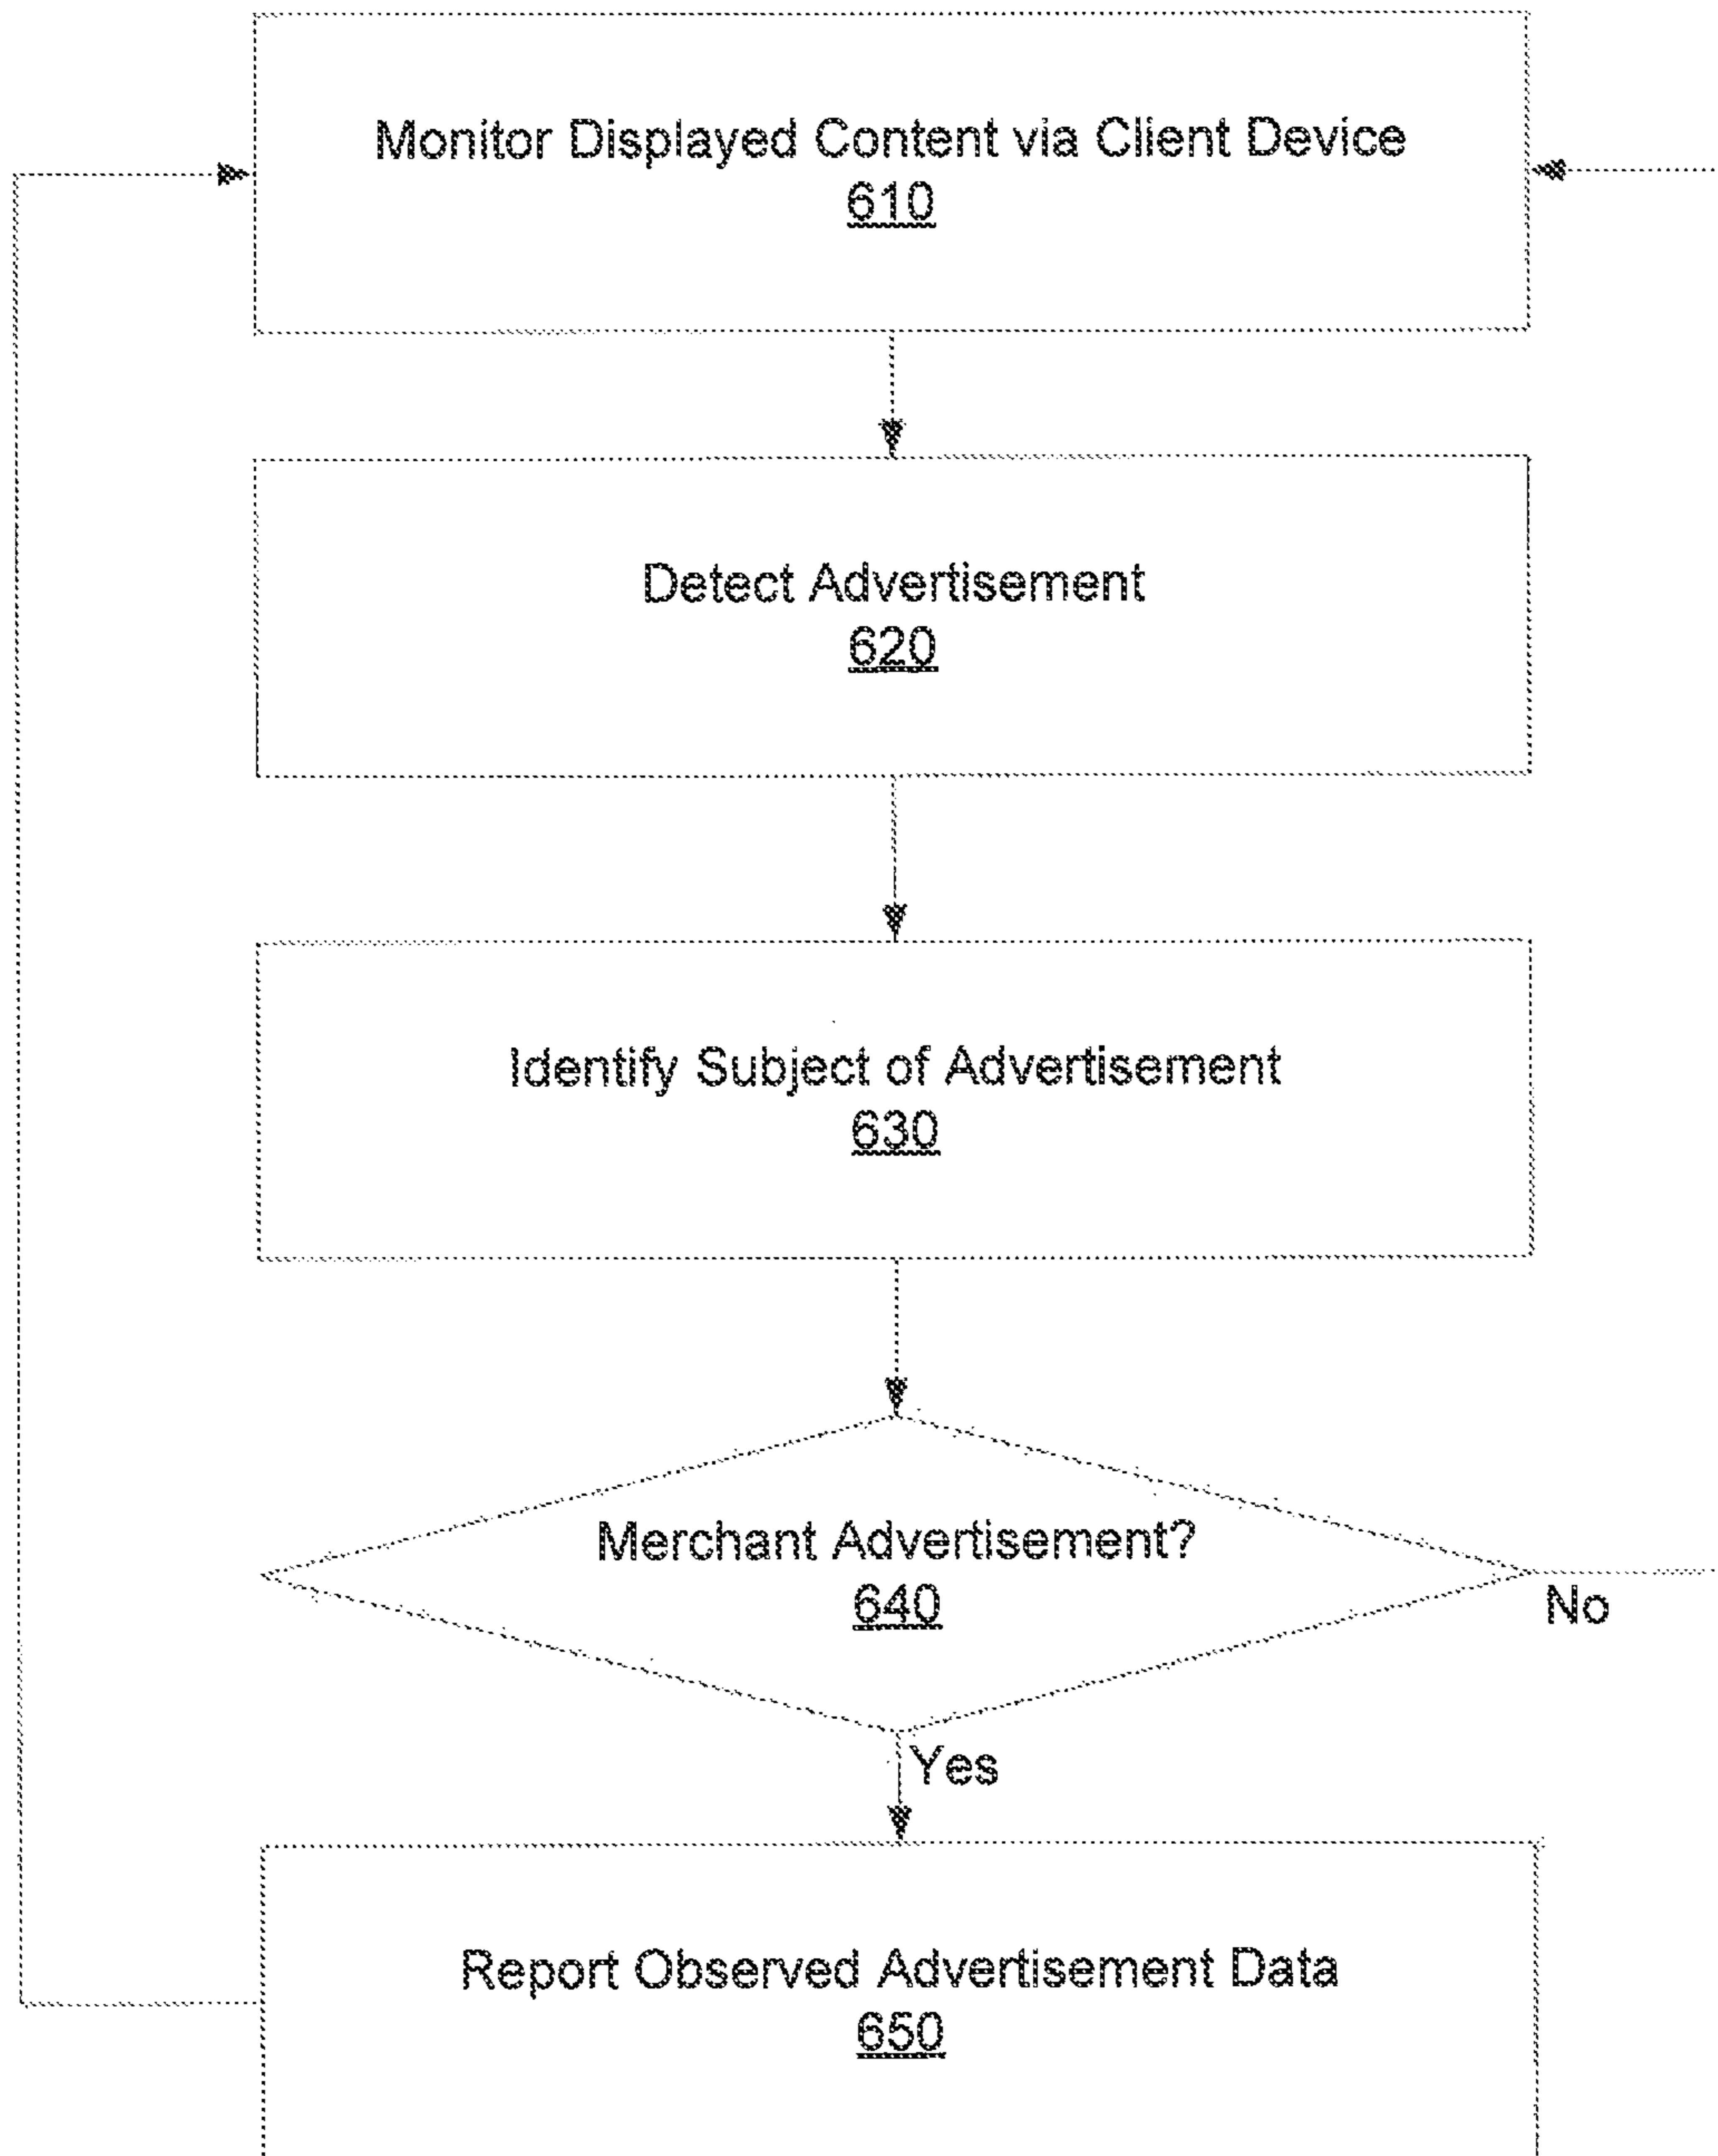 Monitor Displayed Content via Client Device
610
Detect Advertisement
620
Identify Subject of Advertisement
630
Merchant Advertisement?
640
No
Yes
Report Observed Advertisement Data
650